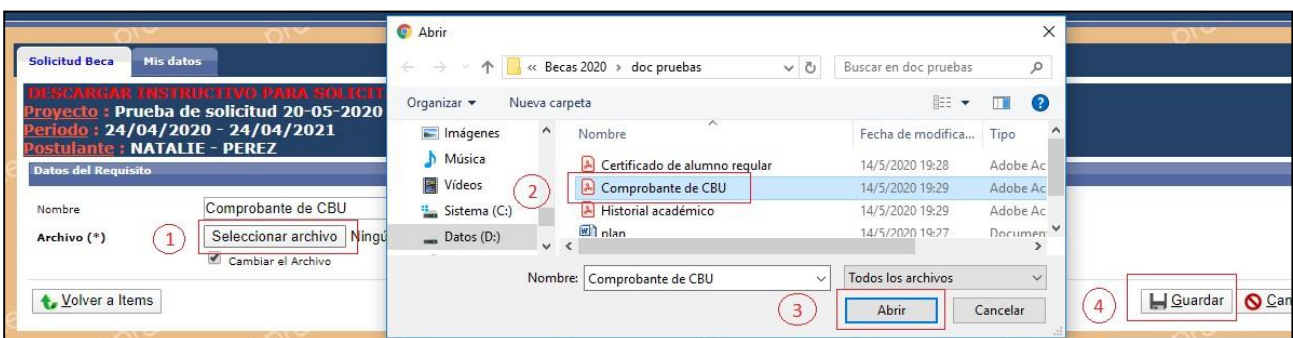 Solicitud Beca
Mis datos
DESCARGAR INSTRUCTIVO PARA SOLICIT
Proyecto : Prueba de solicitud 20-05-2020
Periodo : 24/04/2020 - 24/04/2021
Postulante : NATALIE - PEREZ
Datos del Requisito
Nombre
Comprobante de CBU
Archivo (*)
1
Seleccionar archivo
Ningú
Cambiar el Archivo
Volver a Items
Abrir
« Becas 2020 › doc pruebas
Buscar en doc pruebas
Organizar
Nueva carpeta
Imágenes
Música
Vídeos
Sistema (C:)
Datos (D:)
2
Nombre
Fecha de modifica...
Tipo
Certificado de alumno regular
14/5/2020 19:28
Adobe Ac
Comprobante de CBU
14/5/2020 19:29
Adobe Ac
Historial académico
14/5/2020 19:29
Adobe Ac
plan
14/5/2020 19:27
Documen
Nombre:
Comprobante de CBU
Todos los archivos
3
Abrir
Cancelar
4
Guardar
Can